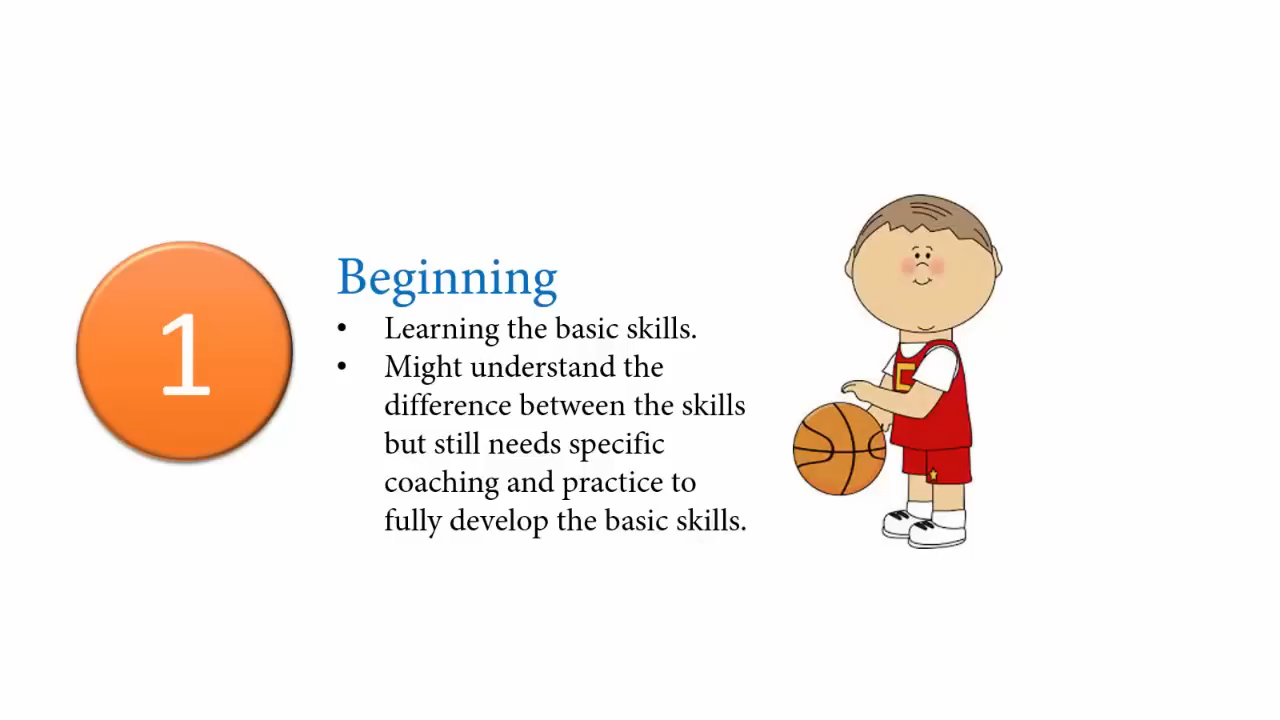 1
Beginning
• Learning the basic skills.
• Might understand the
difference between the skills
but still needs specific
coaching and practice to
fully develop the basic skills.
C